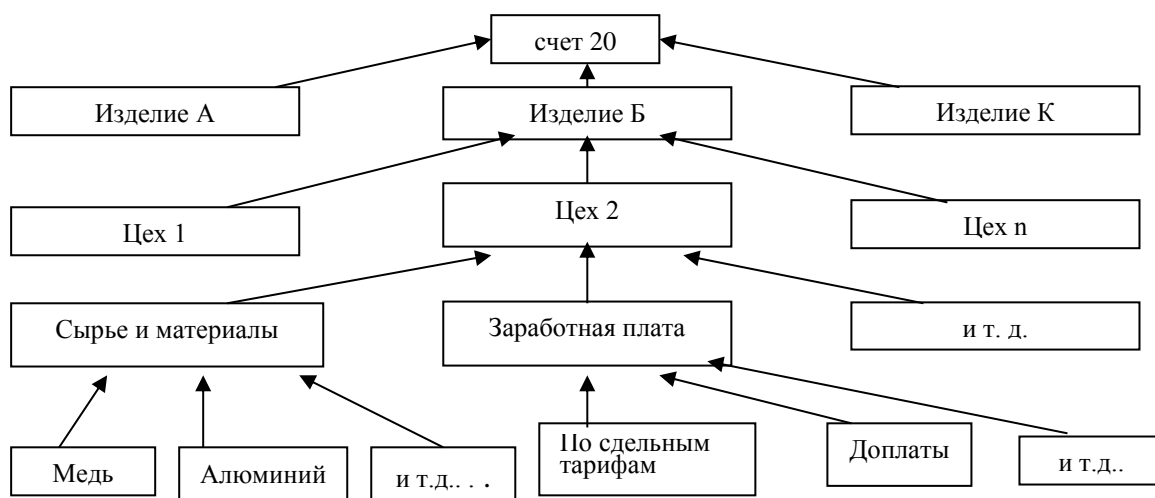 счет 20
Изделие А
Изделие Б
Изделие К
Цех 1
Цех 2
Цех n
Сырье и материалы
Заработная плата
и т. д.
Медь
Алюминий
и т.д.. . .
По сдельным
тарифам
Доплаты
и т.д..